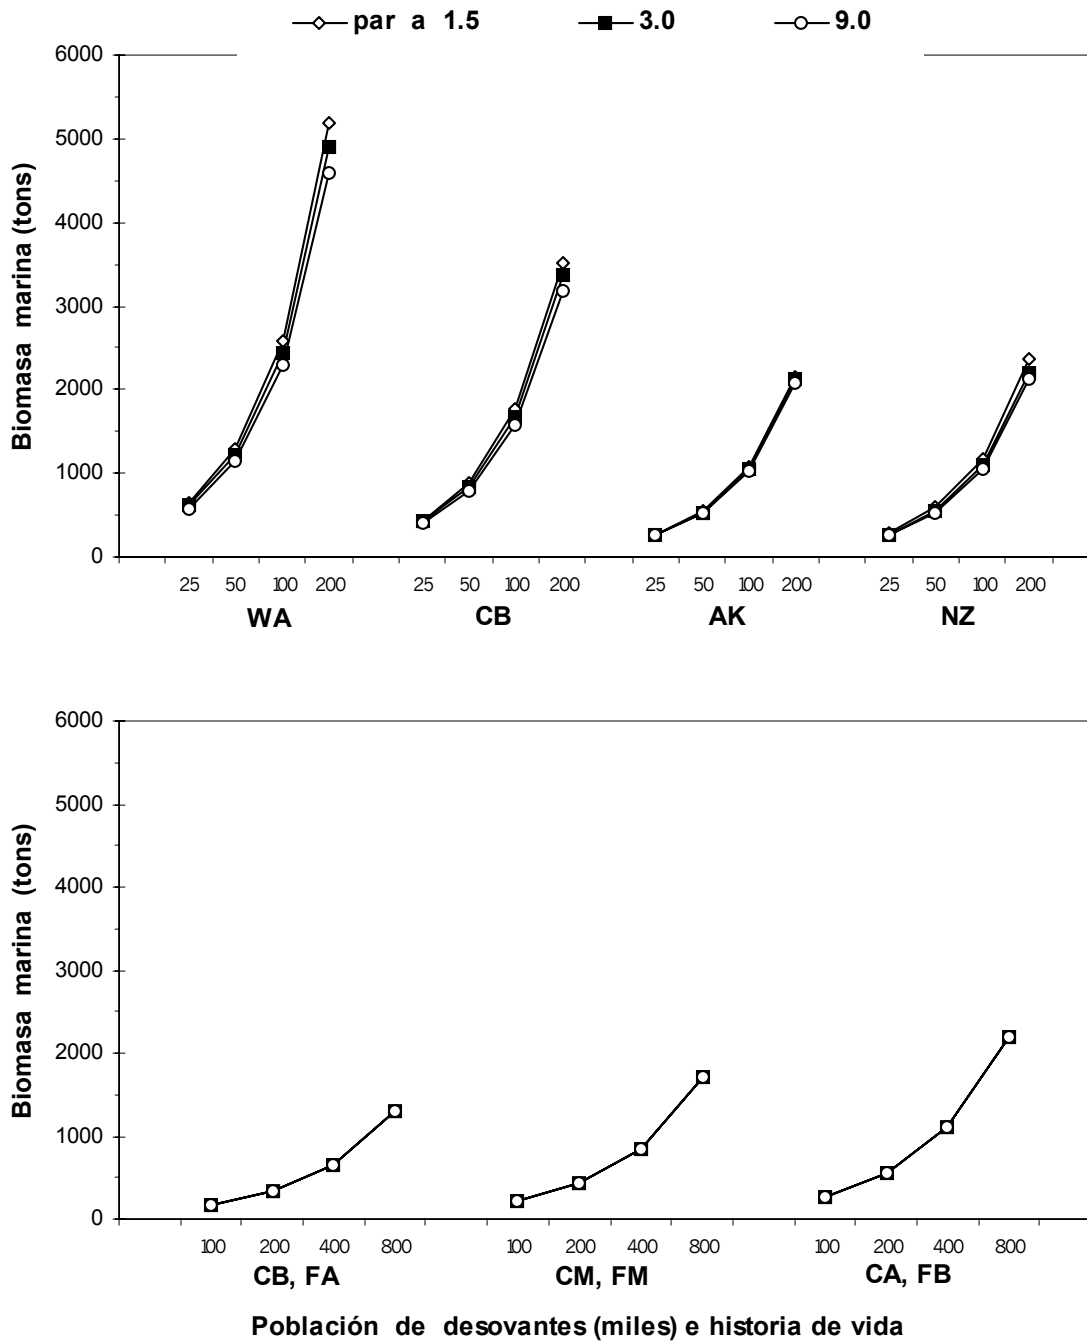 par a 1.5 3.0 9.0
6000
5000
4000
3000
2000
1000
0
Biomasa marina (tons)
25 50 100 200 25 50 100 200 25 50 100 200 25 50 100 200
WA CB AK NZ
6000
5000
4000
3000
2000
1000
0
Biomasa marina (tons)
100 200 400 800 100 200 400 800 100 200 400 800
CB, FA CM, FM CA, FB
Población de desovantes (miles) e historia de vida